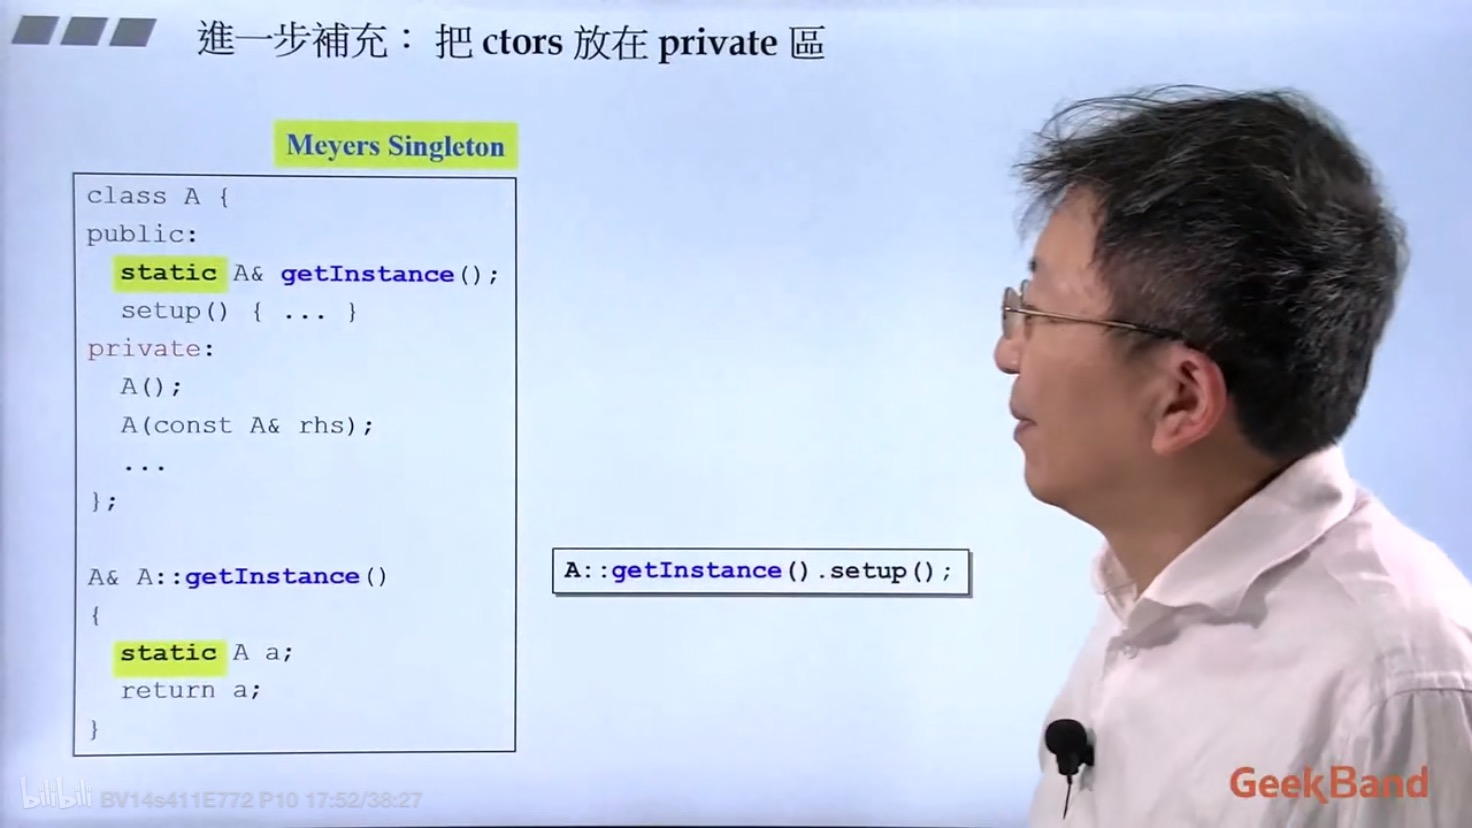 進一步補充： 把 ctors 放在 private 區
Meyers Singleton
class A {
public:
static A& getInstance();
setup() { ... }
private:
A();
A(const A& rhs);
...
};
A& A::getInstance()
{
static A a;
return a;
}
A::getInstance().setup();
GeekBand
bilibili BV14s411E772 P10 17:52/38:27